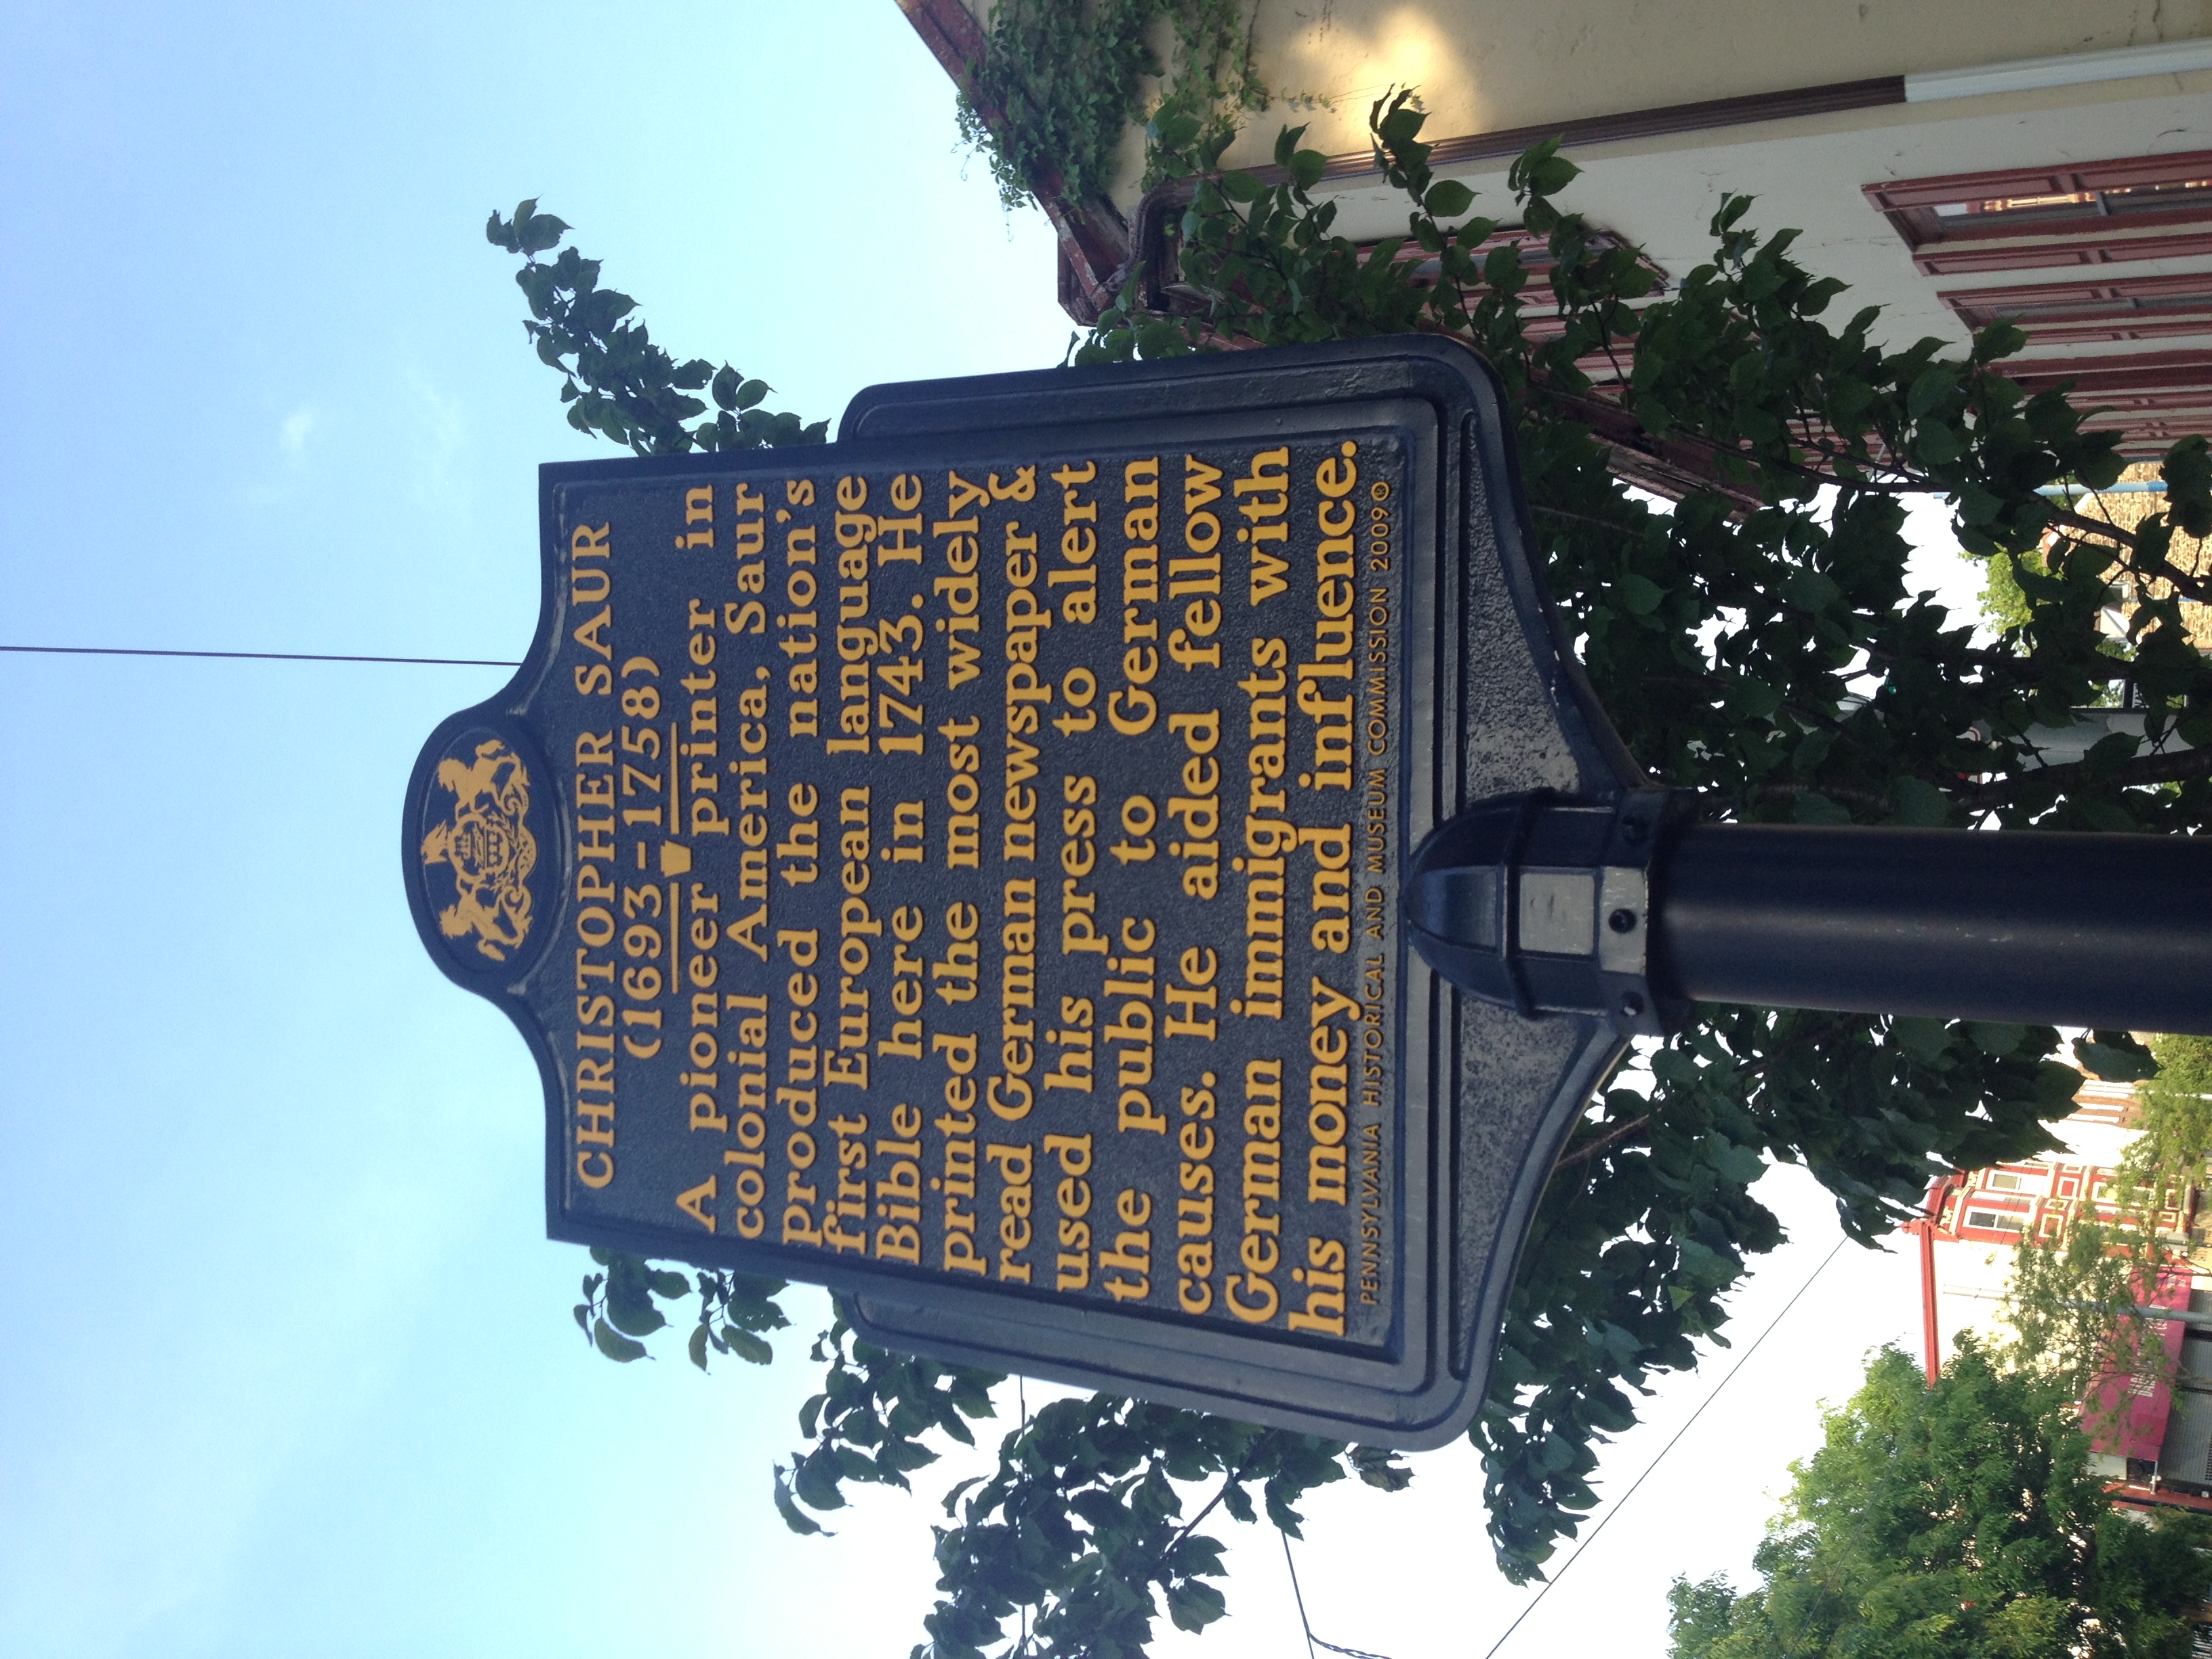 CHRISTOPHER SAUR
(1693-1758)
A pioneer printer in
colonial America, Saur
produced the nation's
first European language
Bible here in 1743. He
printed the most widely
read German newspaper &
used his press to alert
the public to German
causes. He aided fellow
German immigrants with
his money and influence.
PENNSYLVANIA HISTORICAL AND MUSEUM COMMISSION 2009©